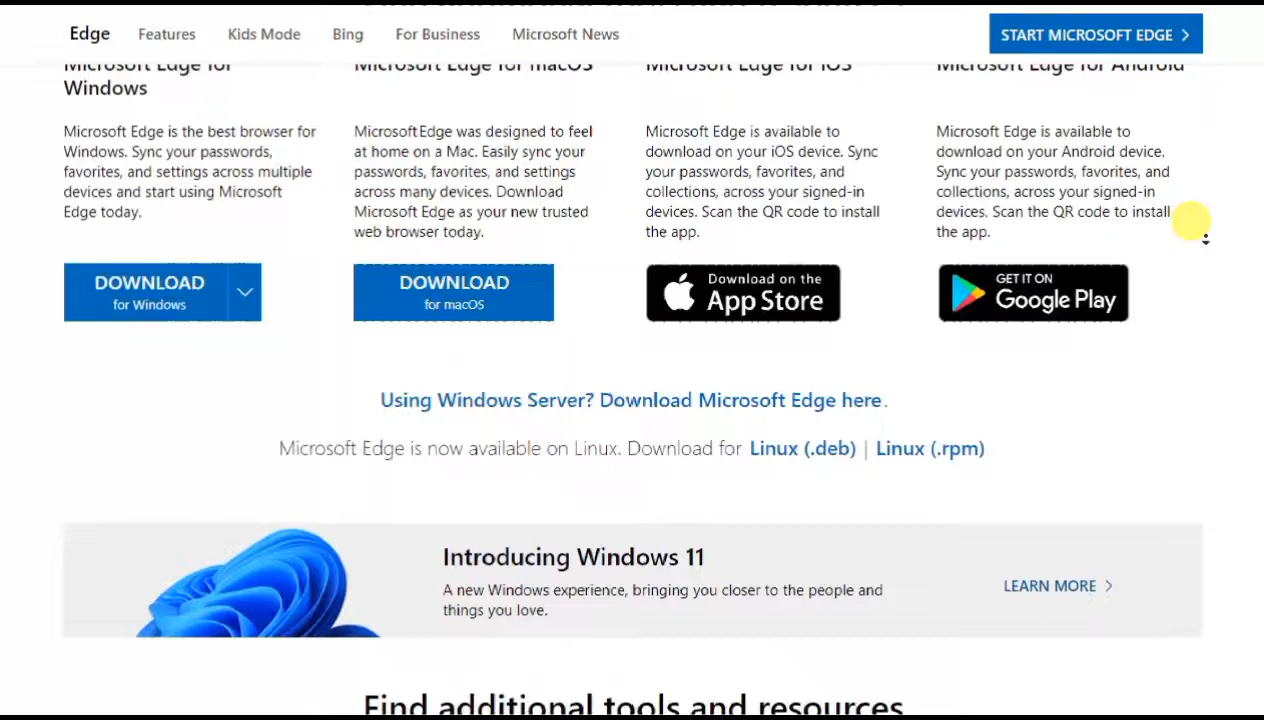 Edge Features Kids Mode Bing For Business Microsoft News START MICROSOFT EDGE
Microsoft Edge for
Windows
Microsoft Edge is the best browser for
Windows. Sync your passwords,
favorites, and settings across multiple
devices and start using Microsoft
Edge today.
DOWNLOAD
for Windows
Microsoft Edge for macOS
Microsoft Edge was designed to feel
at home on a Mac. Easily sync your
passwords, favorites, and settings
across many devices. Download
Microsoft Edge as your new trusted
web browser today.
DOWNLOAD
for macOS
Microsoft Edge for iOS
Microsoft Edge is available to
download on your iOS device. Sync
your passwords, favorites, and
collections, across your signed-in
devices. Scan the QR code to install
the app.
Download on the
App Store
Microsoft Edge for Android
Microsoft Edge is available to
download on your Android device.
Sync your passwords, favorites, and
collections, across your signed-in
devices. Scan the QR code to install
the app.
GET IT ON
Google Play
Using Windows Server? Download Microsoft Edge here.
Microsoft Edge is now available on Linux. Download for Linux (.deb) | Linux (.rpm)
Introducing Windows 11
A new Windows experience, bringing you closer to the people and
things you love.
LEARN MORE
Find additional tools and resources